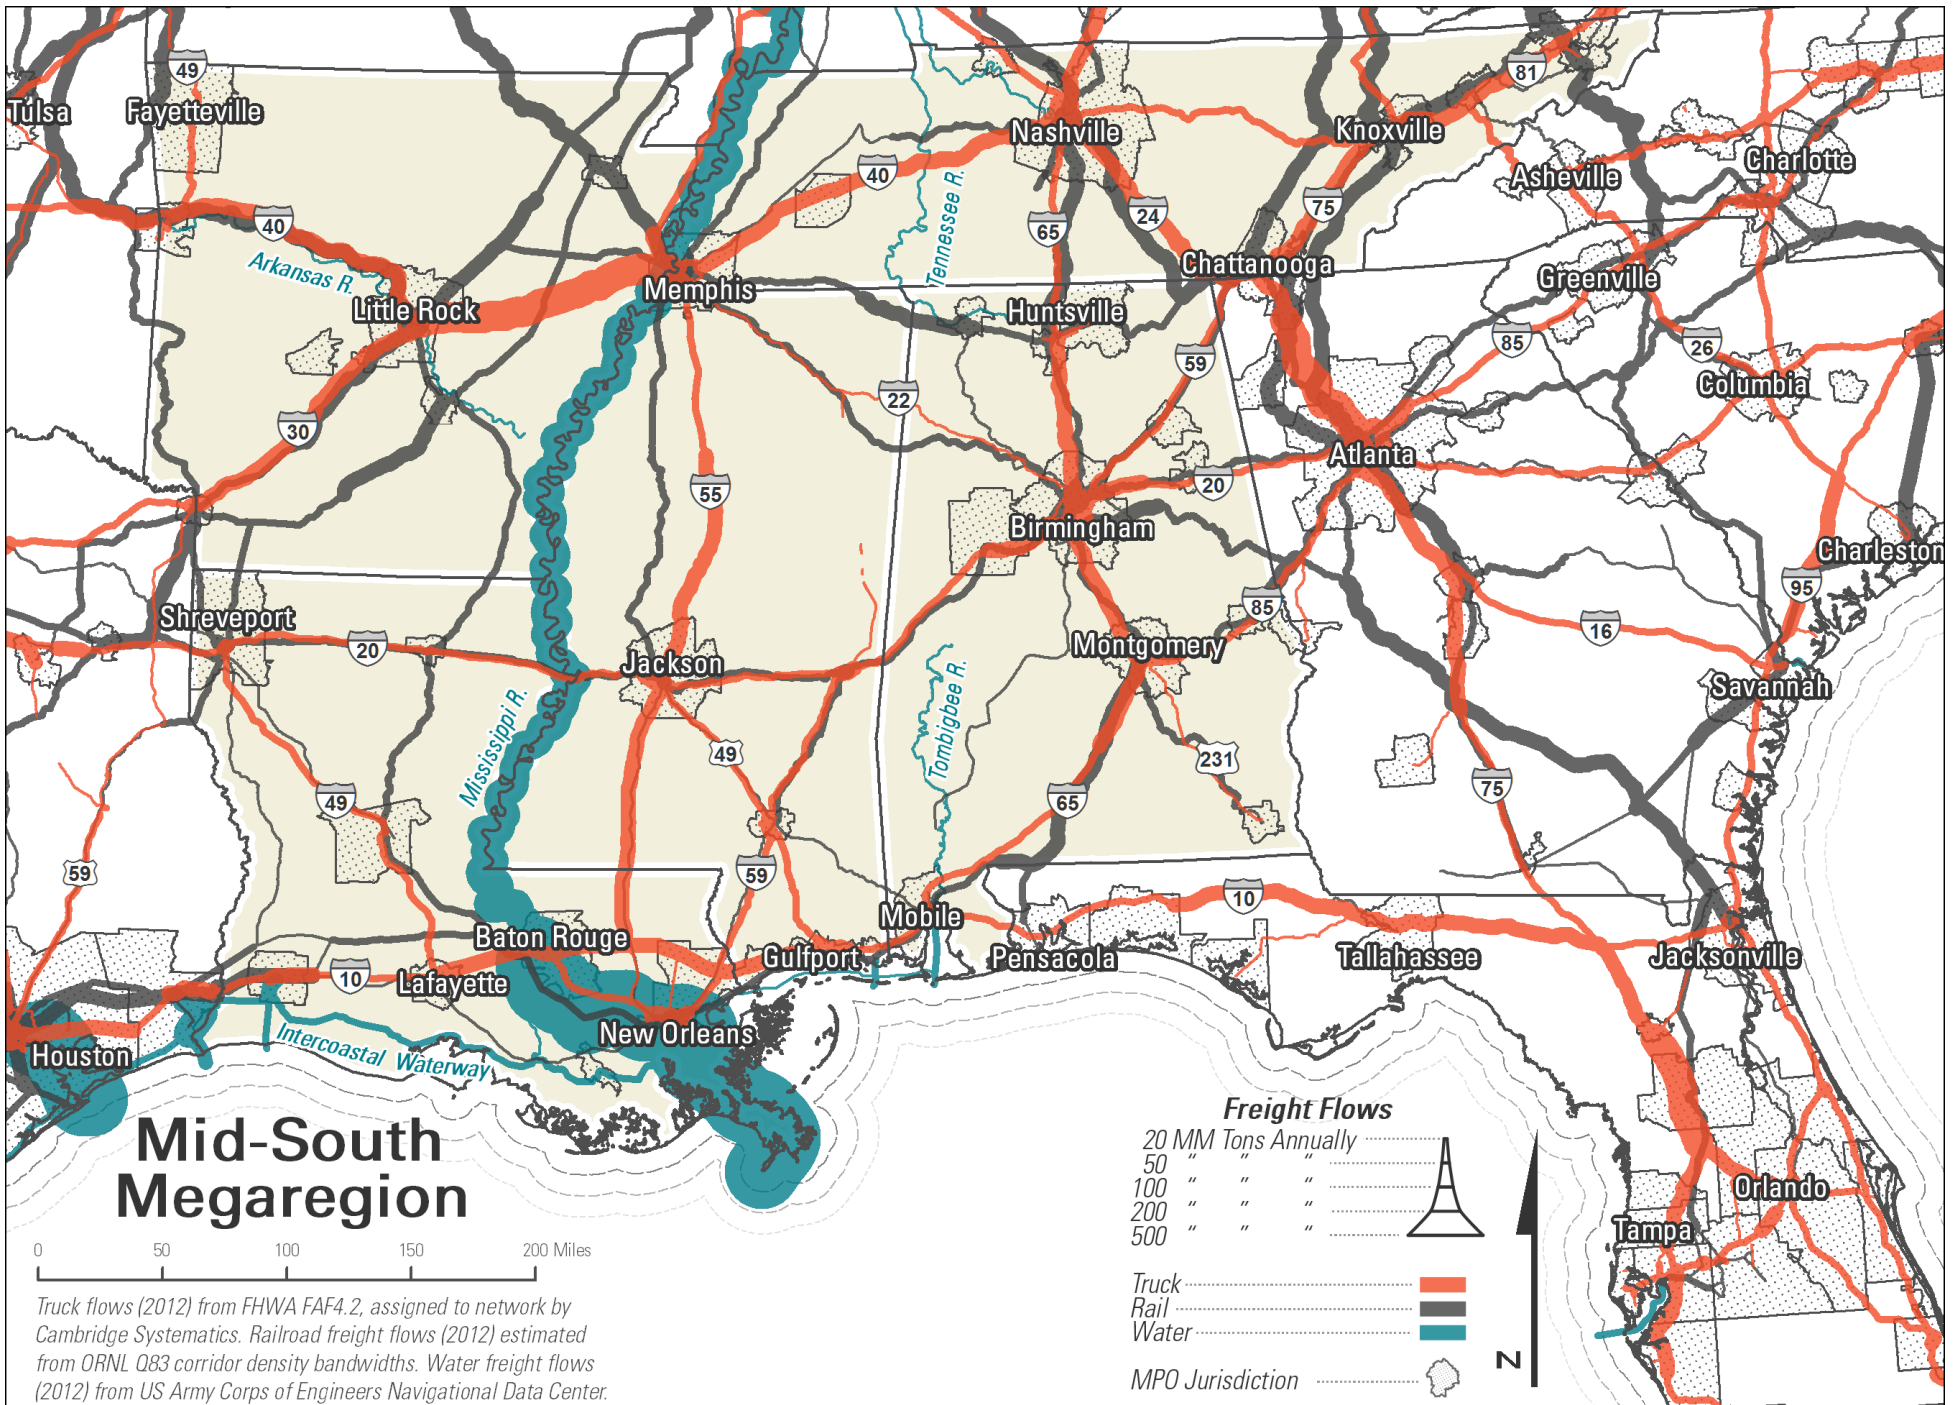 49
81
Tulsa
Fayetteville
Nashville
Knoxville
Charlotte
40
Asheville
24
75
65
40
Tennessee R.
Arkansas R.
Chattanooga
Greenville
Memphis
Little Rock
Huntsville
85
26
59
Columbia
22
30
Atlanta
55
20
Birmingham
Charleston
95
Shreveport
85
16
20
Jackson
Montgomery
Savannah
Mississippi R.
Tombigbee R.
49
231
49
65
75
59
59
10
Mobile
Baton Rouge
Gulfport
Pensacola
Tallahassee
Jacksonville
10
Lafayette
New Orleans
Houston
Intercoastal Waterway
Mid-South
Megaregion
Freight Flows
20 MM Tons Annually
50 " " "
100 " " "
200 " " "
500 " " "
Orlando
Tampa
0 50 100 150 200 Miles
Truck
Rail
Water
MPO Jurisdiction
N
Truck flows (2012) from FHWA FAF4.2, assigned to network by
Cambridge Systematics. Railroad freight flows (2012) estimated
from ORNL Q83 corridor density bandwidths. Water freight flows
(2012) from US Army Corps of Engineers Navigational Data Center.